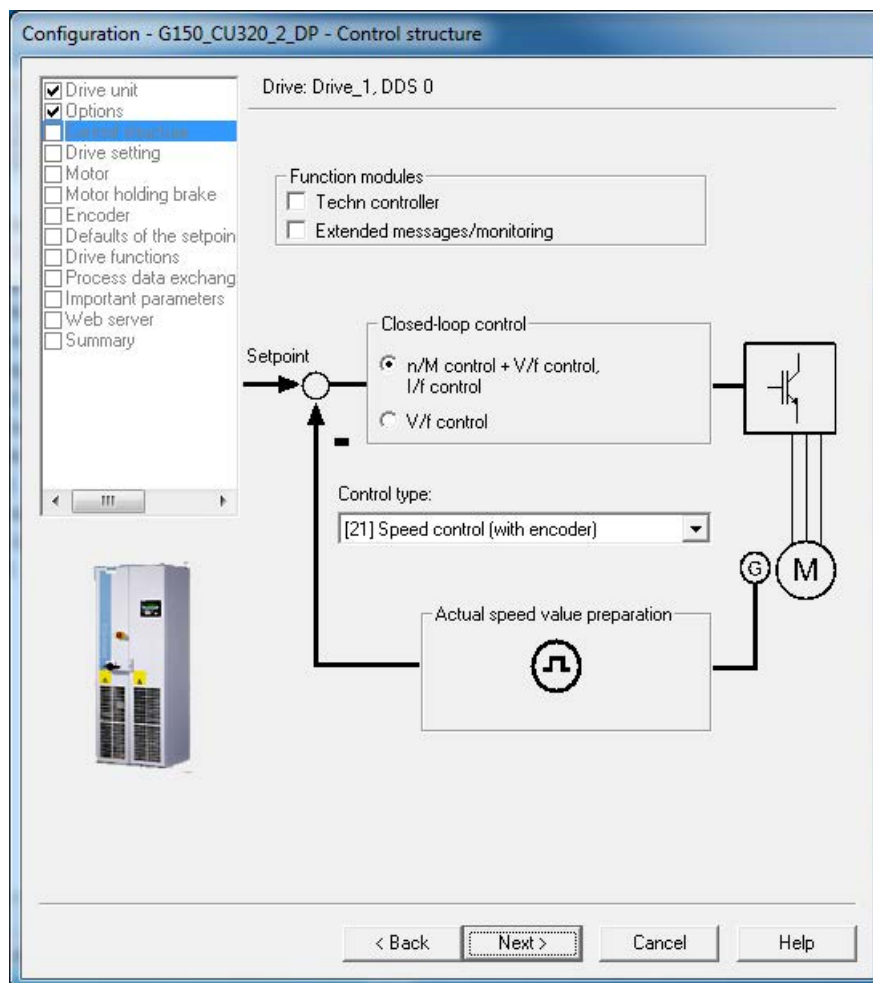 Configuration - G150_CU320_2_DP - Control structure
Drive unit
Options
Control structure
Drive setting
Motor
Motor holding brake
Encoder
Defaults of the setpoin
Drive functions
Process data exchang
Important parameters
Web server
Summary
Drive: Drive_1, DDS 0
Function modules
Techn controller
Extended messages/monitoring
Closed-loop control
Setpoint
n/M control + V/f control,
I/f control
V/f control
Control type:
[21] Speed control (with encoder)
G
M
Actual speed value preparation
< Back
Next >
Cancel
Help